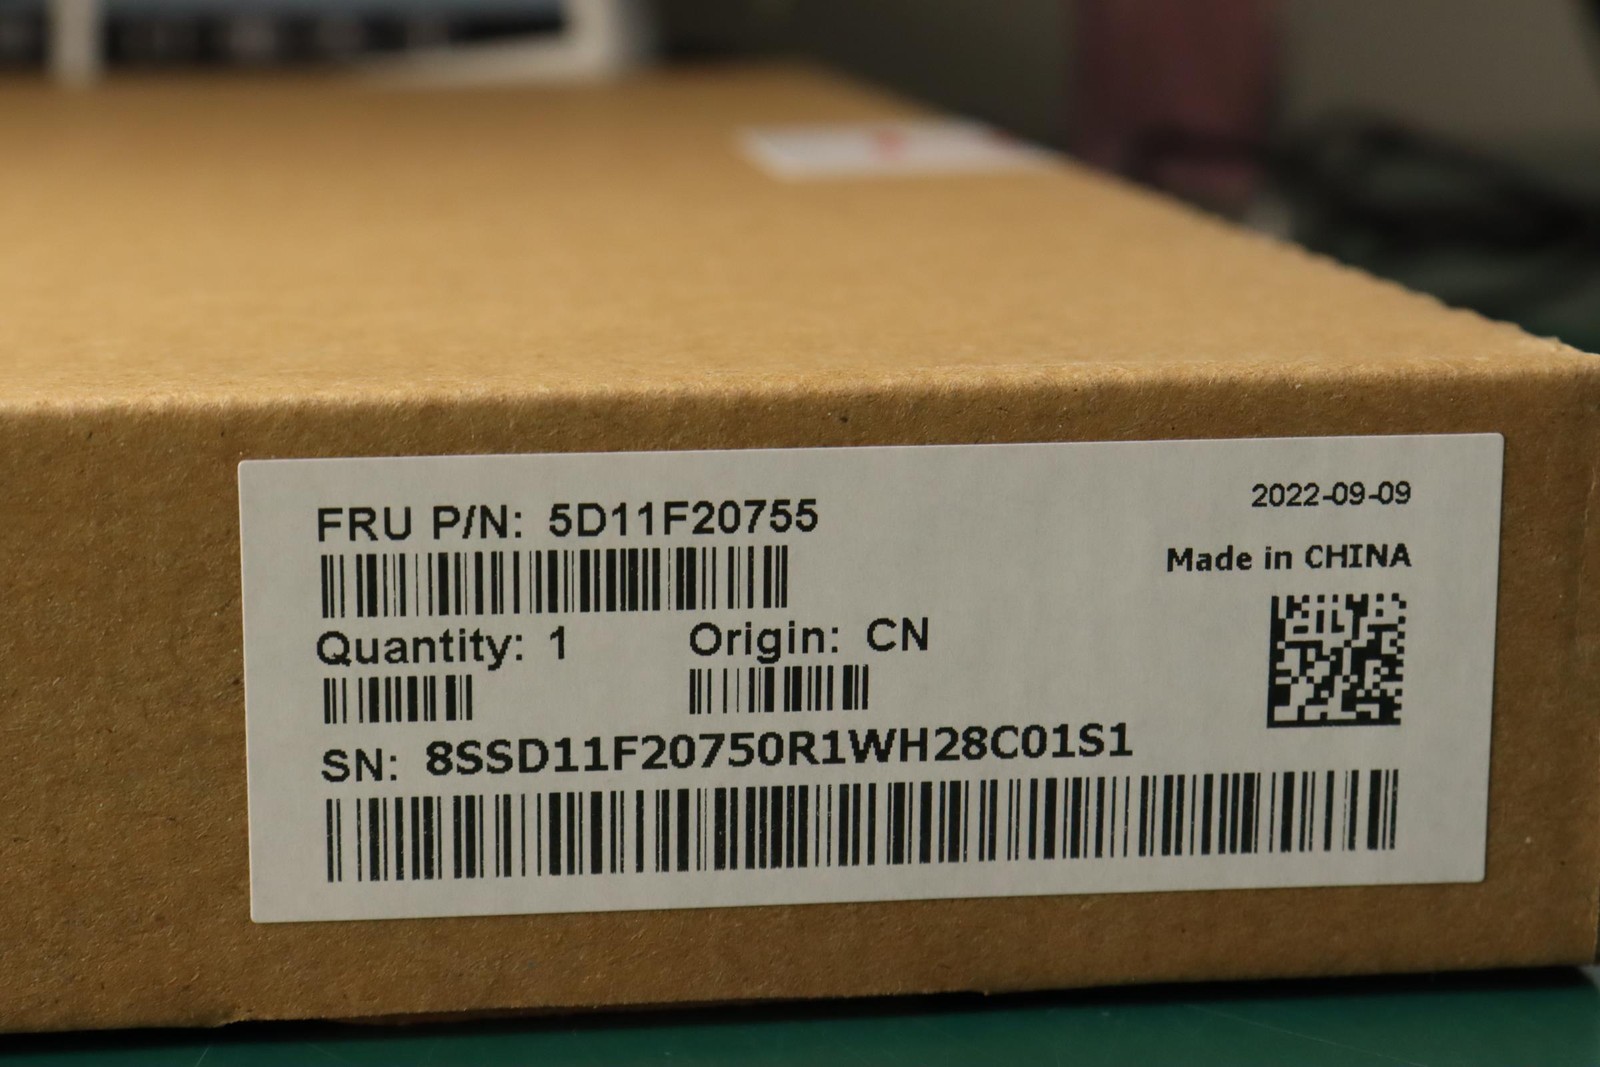 FRU P/N: 5D11F20755
2022-09-09
Made in CHINA
Quantity: 1
Origin: CN
SN: 8SSD11F20750R1WH28C01S1